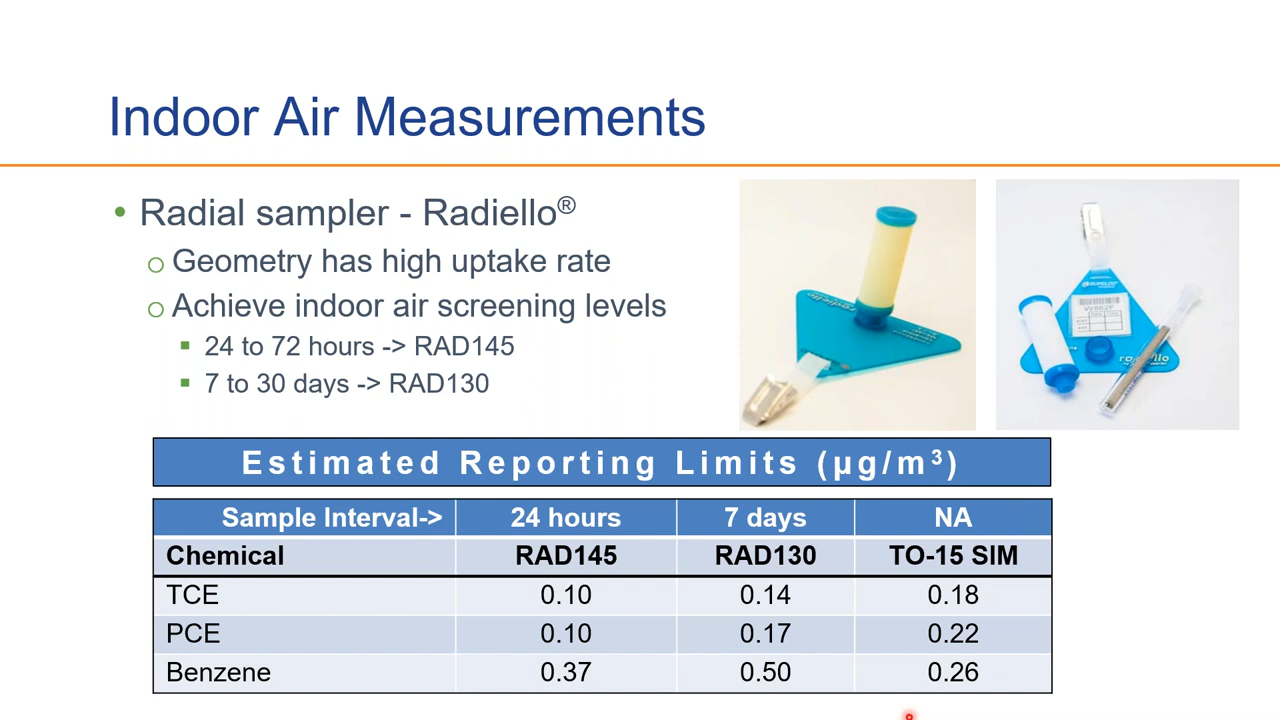 Indoor Air Measurements
• Radial sampler - Radiello®
o Geometry has high uptake rate
o Achieve indoor air screening levels
▪ 24 to 72 hours -> RAD145
▪ 7 to 30 days -> RAD130
radiello
W862F
radiello
Estimated Reporting Limits (µg/m³)
Sample Interval-> 24 hours 7 days NA
Chemical RAD145 RAD130 TO-15 SIM
TCE 0.10 0.14 0.18
PCE 0.10 0.17 0.22
Benzene 0.37 0.50 0.26